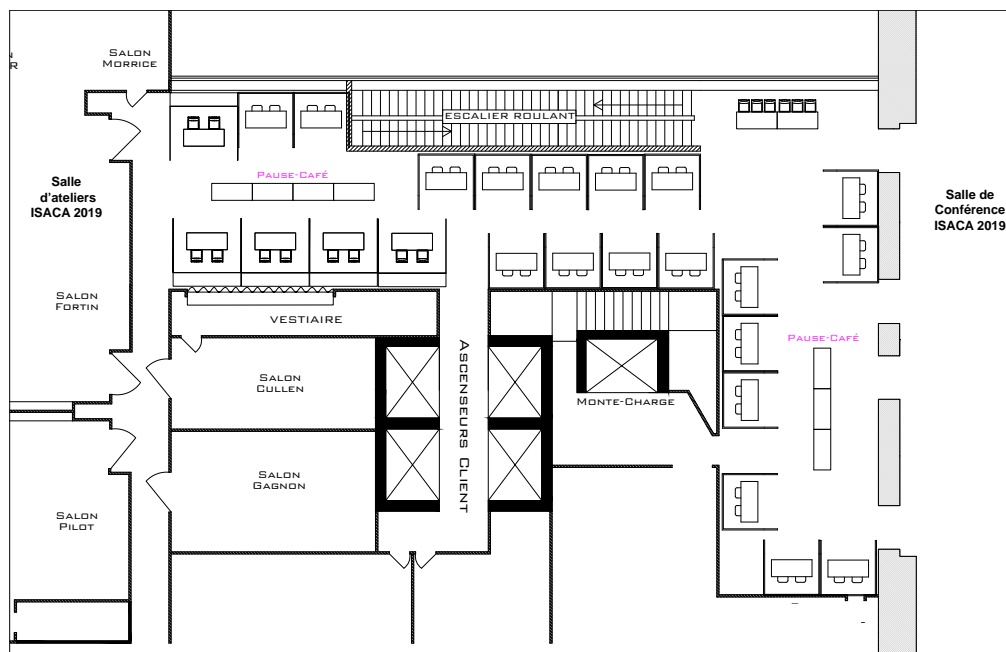 Salon
Morrice
N
R
Escalier Roulant
Pause-Café
Salle
d'ateliers
ISACA 2019
Salle de
Conférence
ISACA 2019
Salon
Fortin
Vestiaire
Pause-Café
Salon
Cullen
Ascenseurs Client
Monte-Charge
Salon
Gagnon
Salon
Pilot